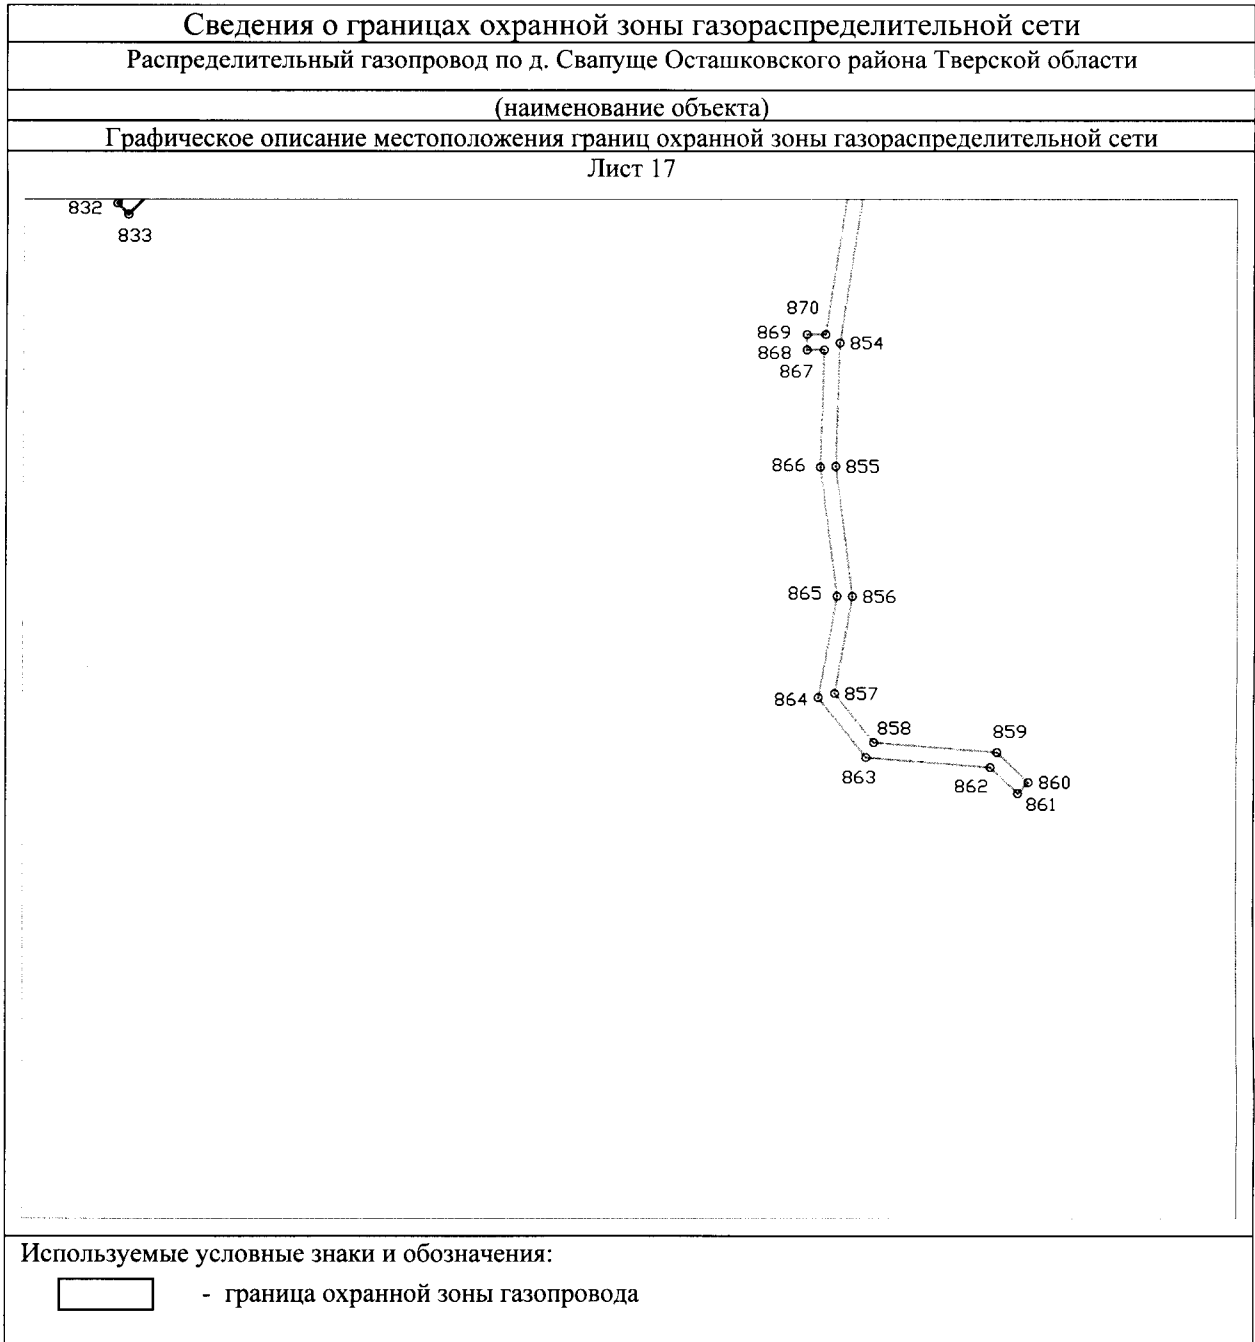 Сведения о границах охранной зоны газораспределительной сети
Распределительный газопровод по д. Свапуще Осташковского района Тверской области
(наименование объекта)
Графическое описание местоположения границ охранной зоны газораспределительной сети
Лист 17
832
833
870
869
854
868
867
866
855
865
856
864
857
858
859
863
862
860
861
Используемые условные знаки и обозначения:
- граница охранной зоны газопровода